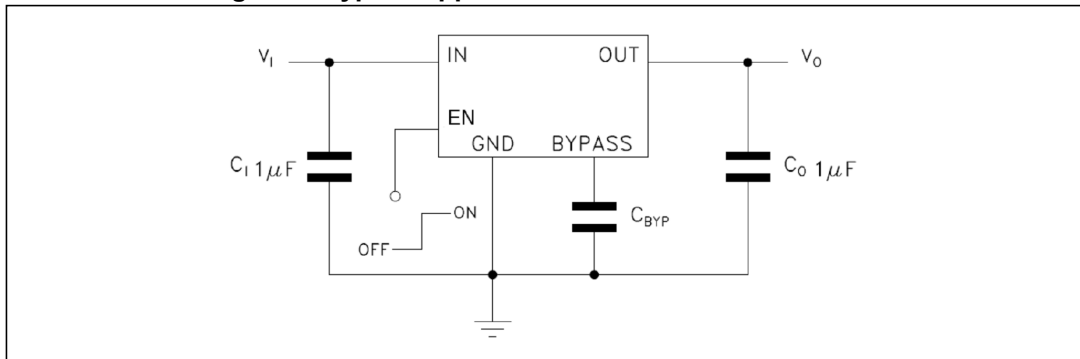 V_I
IN
OUT
V_O
EN
GND
BYPASS
C_I 1μF
C_O 1μF
C_BYP
ON
OFF